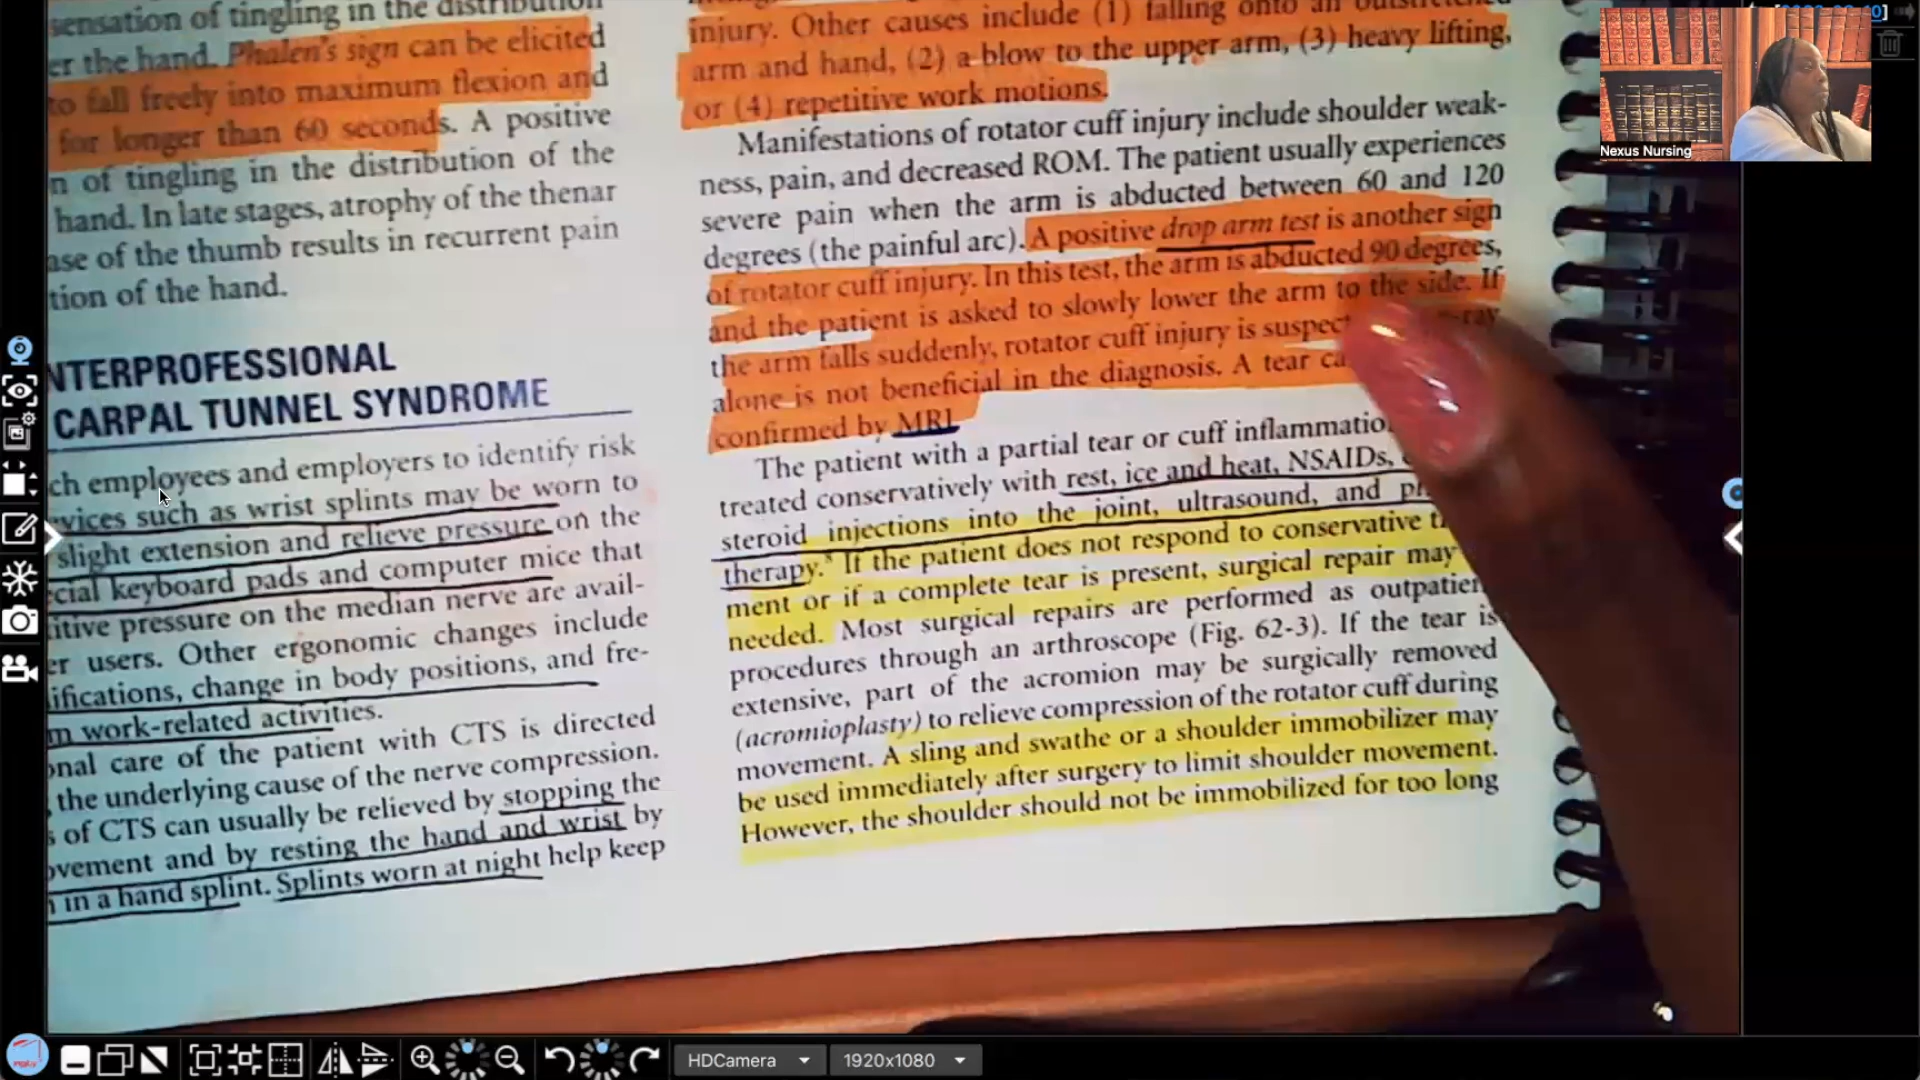 sensation of tingling in the distribution
er the hand. Phalen's sign can be elicited
to fall freely into maximum flexion and
for longer than 60 seconds. A positive
n of tingling in the distribution of the
hand. In late stages, atrophy of the thenar
ase of the thumb results in recurrent pain
tion of the hand.
NTERPROFESSIONAL
CARPAL TUNNEL SYNDROME
ch employees and employers to identify risk
vices such as wrist splints may be worn to
slight extension and relieve pressure on the
cial keyboard pads and computer mice that
itive pressure on the median nerve are avail-
er users. Other ergonomic changes include
ifications, change in body positions, and fre-
m work-related activities.
onal care of the patient with CTS is directed
the underlying cause of the nerve compression.
s of CTS can usually be relieved by stopping the
ovement and by resting the hand and wrist by
in a hand splint. Splints worn at night help keep
injury. Other causes include (1) falling onto an outstretched
arm and hand, (2) a blow to the upper arm, (3) heavy lifting,
or (4) repetitive work motions.
Manifestations of rotator cuff injury include shoulder weak-
ness, pain, and decreased ROM. The patient usually experiences
severe pain when the arm is abducted between 60 and 120
degrees (the painful arc). A positive drop arm test is another sign
of rotator cuff injury. In this test, the arm is abducted 90 degrees,
and the patient is asked to slowly lower the arm to the side. If
the arm falls suddenly, rotator cuff injury is suspect ray
alone is not beneficial in the diagnosis. A tear ca
confirmed by MRI.
The patient with a partial tear or cuff inflammatio
treated conservatively with rest, ice and heat, NSAIDs,
steroid injections into the joint, ultrasound, and ph
therapy. If the patient does not respond to conservative t
ment or if a complete tear is present, surgical repair may
needed. Most surgical repairs are performed as outpatien
procedures through an arthroscope (Fig. 62-3). If the tear is
extensive, part of the acromion may be surgically removed
(acromioplasty) to relieve compression of the rotator cuff during
movement. A sling and swathe or a shoulder immobilizer may
be used immediately after surgery to limit shoulder movement.
However, the shoulder should not be immobilized for too long
Nexus Nursing
HDCamera
1920x1080